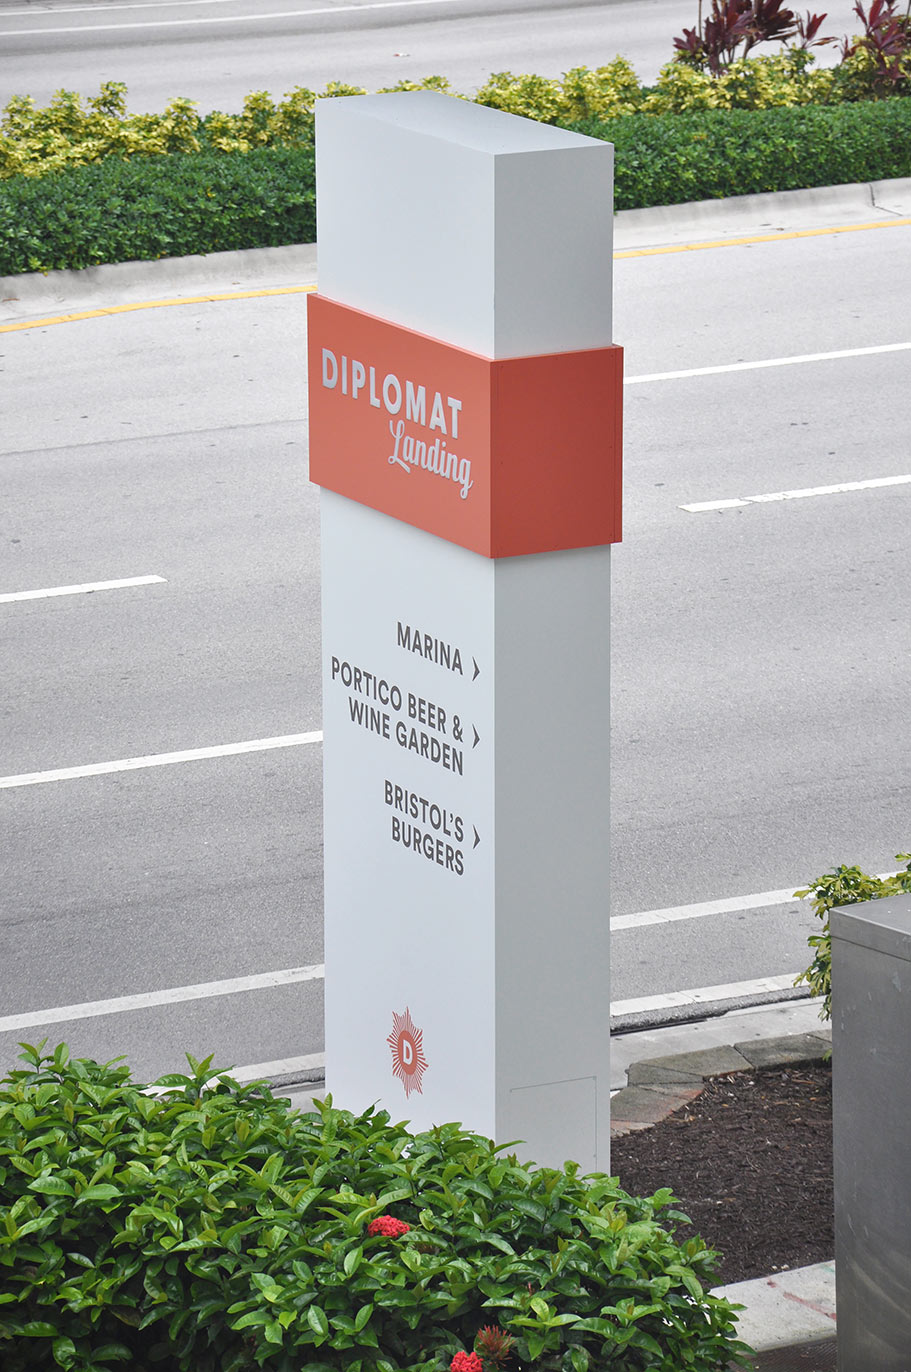 DIPLOMAT
Landing
MARINA
PORTICO BEER &
WINE GARDEN
BRISTOL'S
BURGERS
D